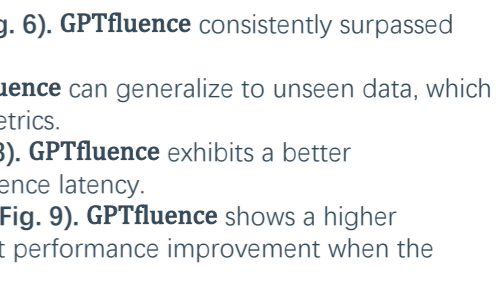 g. 6). GPTfluence consistently surpassed
uence can generalize to unseen data, which
etrics.
3). GPTfluence exhibits a better
ence latency.
Fig. 9). GPTfluence shows a higher
t performance improvement when the